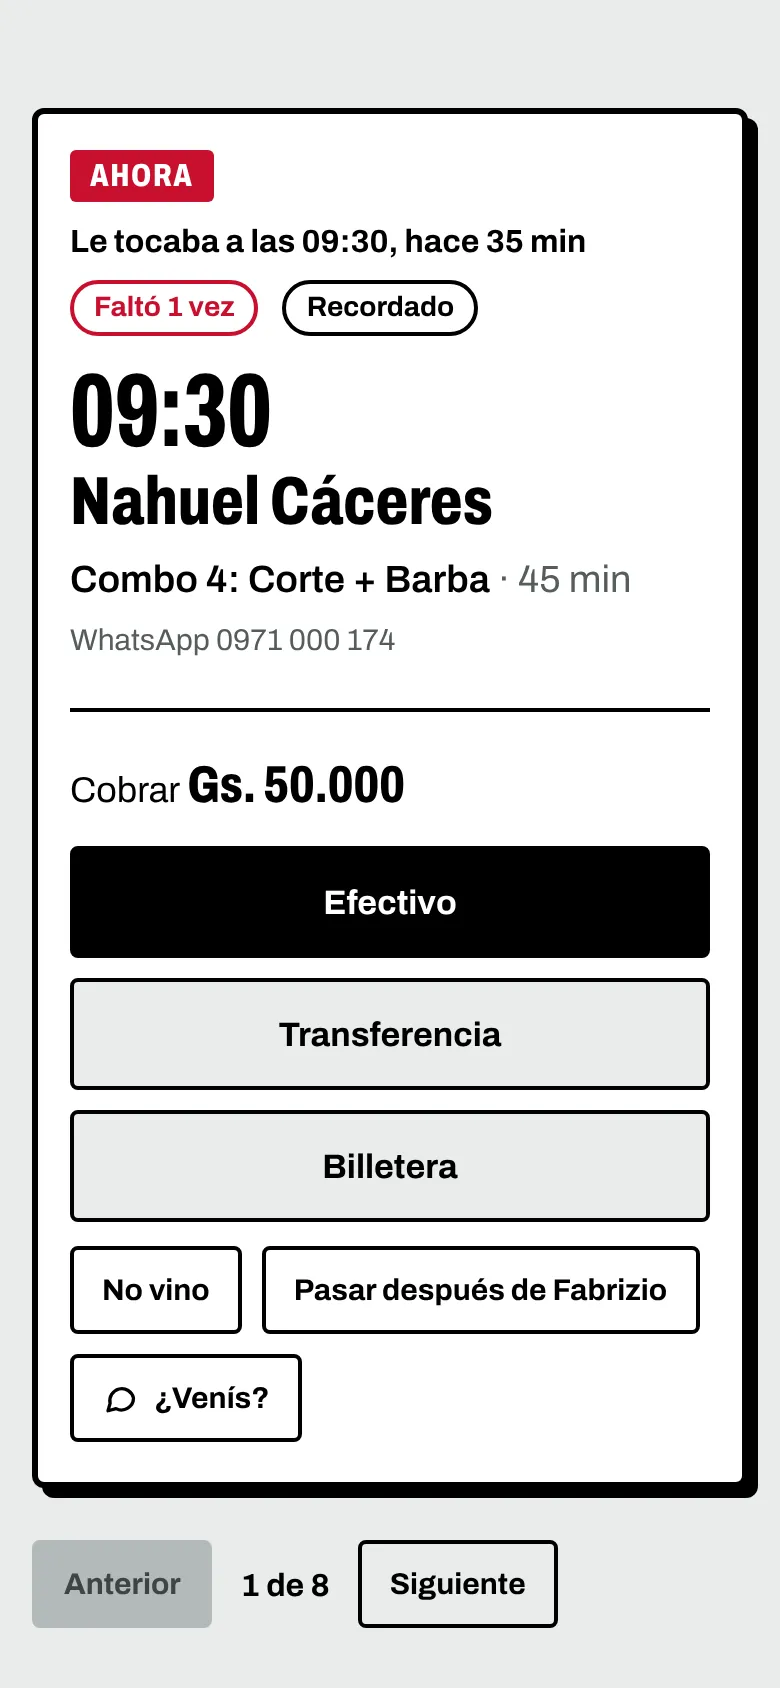 AHORA
Le tocaba a las 09:30, hace 35 min
Faltó 1 vez
Recordado
09:30
Nahuel Cáceres
Combo 4: Corte + Barba · 45 min
WhatsApp 0971 000 174
Cobrar Gs. 50.000
Efectivo
Transferencia
Billetera
No vino
Pasar después de Fabrizio
¿Venís?
Anterior
1 de 8
Siguiente